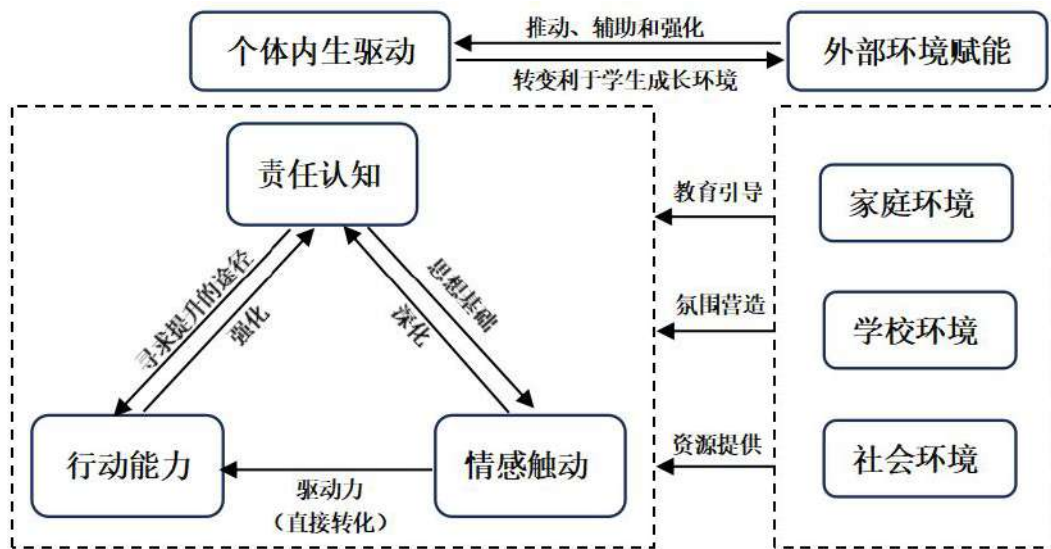 个体内生驱动
推动、辅助和强化
转变利于学生成长环境
外部环境赋能
责任认知
寻求提升的途径
强化
深化
思想基础
行动能力
驱动力
（直接转化）
情感触动
教育引导
氛围营造
资源提供
家庭环境
学校环境
社会环境